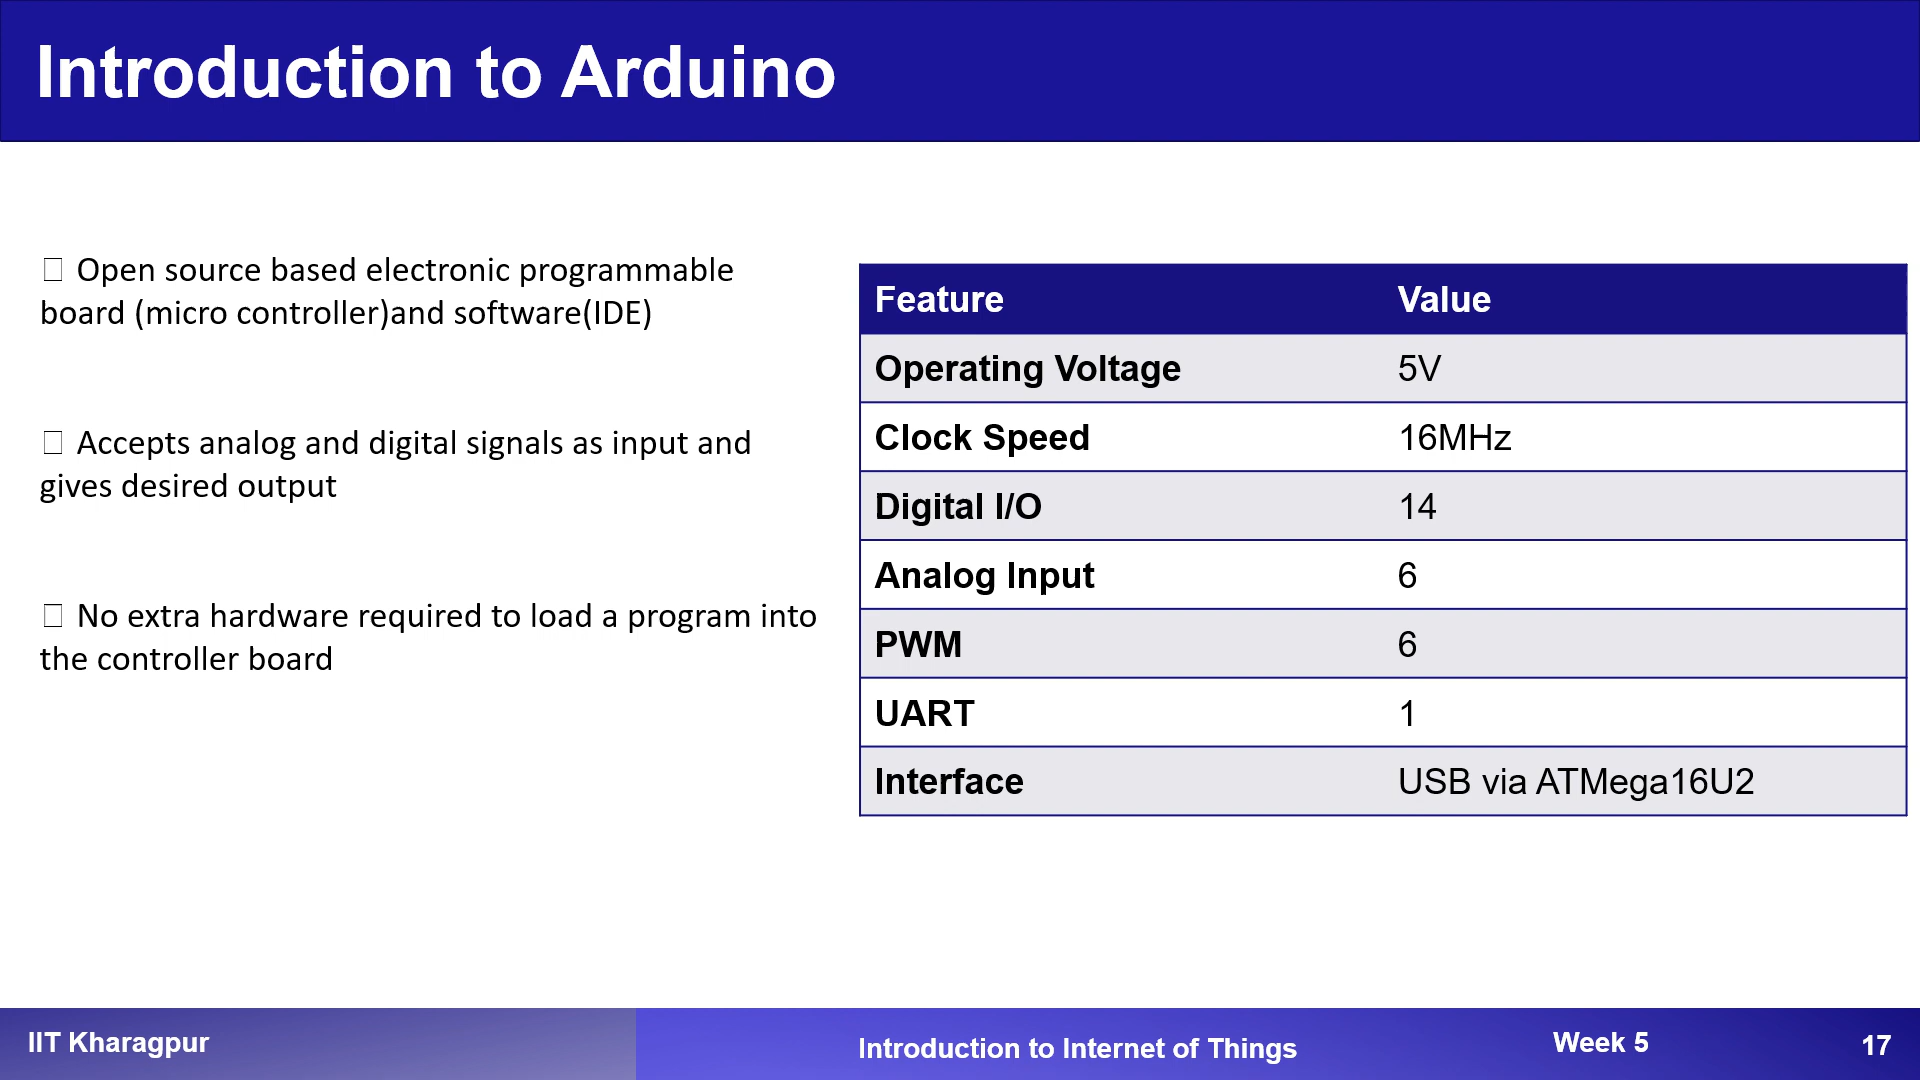 Introduction to Arduino
Open source based electronic programmable
board (micro controller)and software(IDE)
Accepts analog and digital signals as input and
gives desired output
No extra hardware required to load a program into
the controller board
Feature Value
Operating Voltage 5V
Clock Speed 16MHz
Digital I/O 14
Analog Input 6
PWM 6
UART 1
Interface USB via ATMega16U2
IIT Kharagpur
Introduction to Internet of Things
Week 5
17